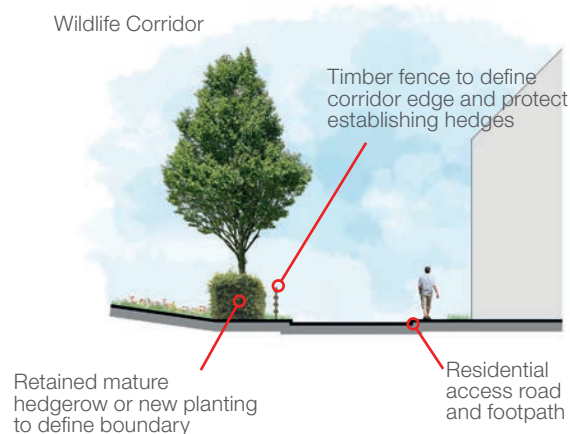 Wildlife Corridor
Timber fence to define
corridor edge and protect
establishing hedges
Retained mature
hedgerow or new planting
to define boundary
Residential
access road
and footpath